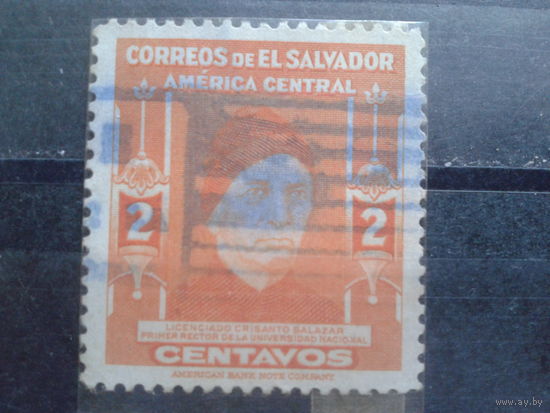 CORREOS DE EL SALVADOR
AMÉRICA CENTRAL
2 2
LICENCIADO CRISANTO SALAZAR
PRIMER RECTOR DE LA UNIVERSIDAD NACIONAL
CENTAVOS
AMERICAN BANK NOTE COMPANY
www.ay.by